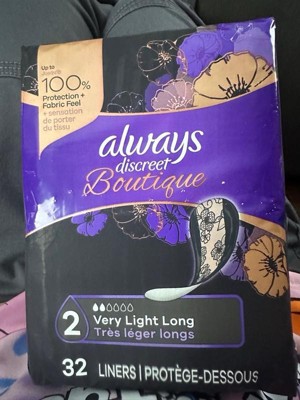 Up to
Jusqu'à
100%
Protection +
Fabric Feel
+ sensation
de porter
du tissu
always
discreet
Boutique
2
Very Light Long
Très léger longs
32 LINERS | PROTÈGE-DESSOUS